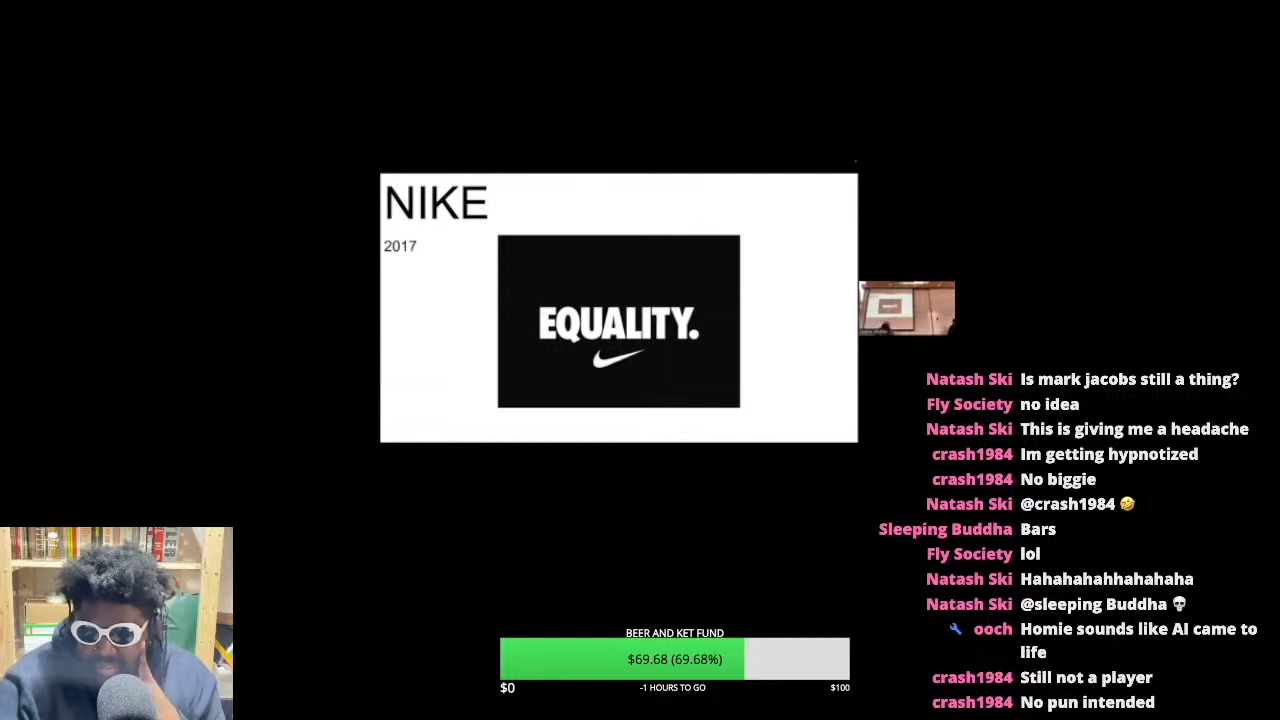 NIKE
2017
EQUALITY.
Natash Ski Is mark jacobs still a thing?
Fly Society no idea
Natash Ski This is giving me a headache
crash1984 Im getting hypnotized
crash1984 No biggie
Natash Ski @crash1984 🤣
Sleeping Buddha Bars
Fly Society lol
Natash Ski Hahahahahhahahaha
Natash Ski @sleeping Buddha 💀
ooch Homie sounds like AI came to
life
crash1984 Still not a player
crash1984 No pun intended
BEER AND KET FUND
$69.68 (69.68%)
$0 -1 HOURS TO GO $100